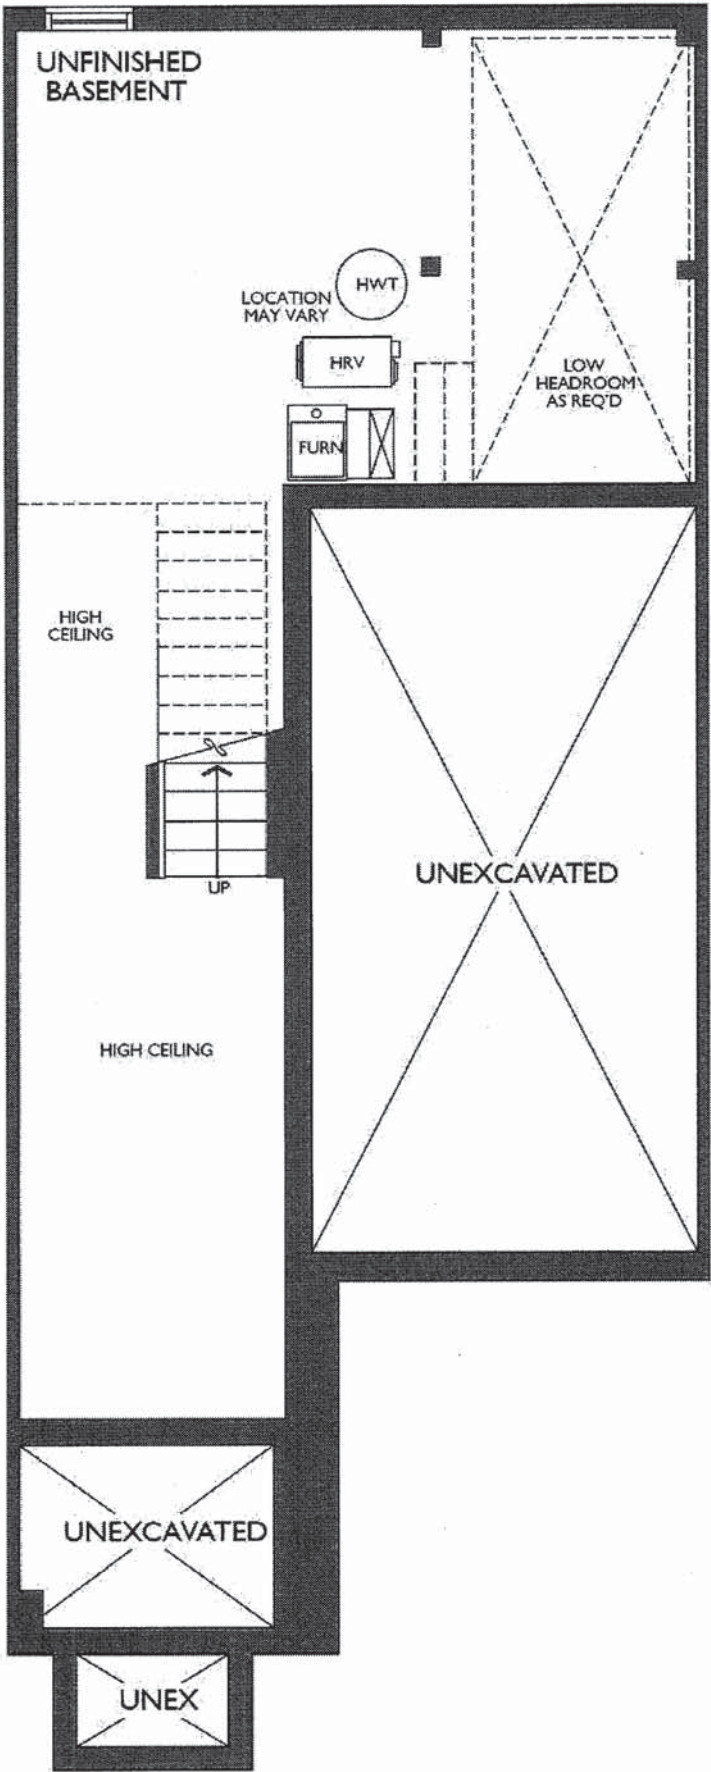 UNFINISHED
BASEMENT
HWT
LOCATION
MAY VARY
HRV
LOW
HEADROOM
AS REQ'D
FURN
HIGH
CEILING
UP
UNEXCAVATED
HIGH CEILING
UNEXCAVATED
UNEX